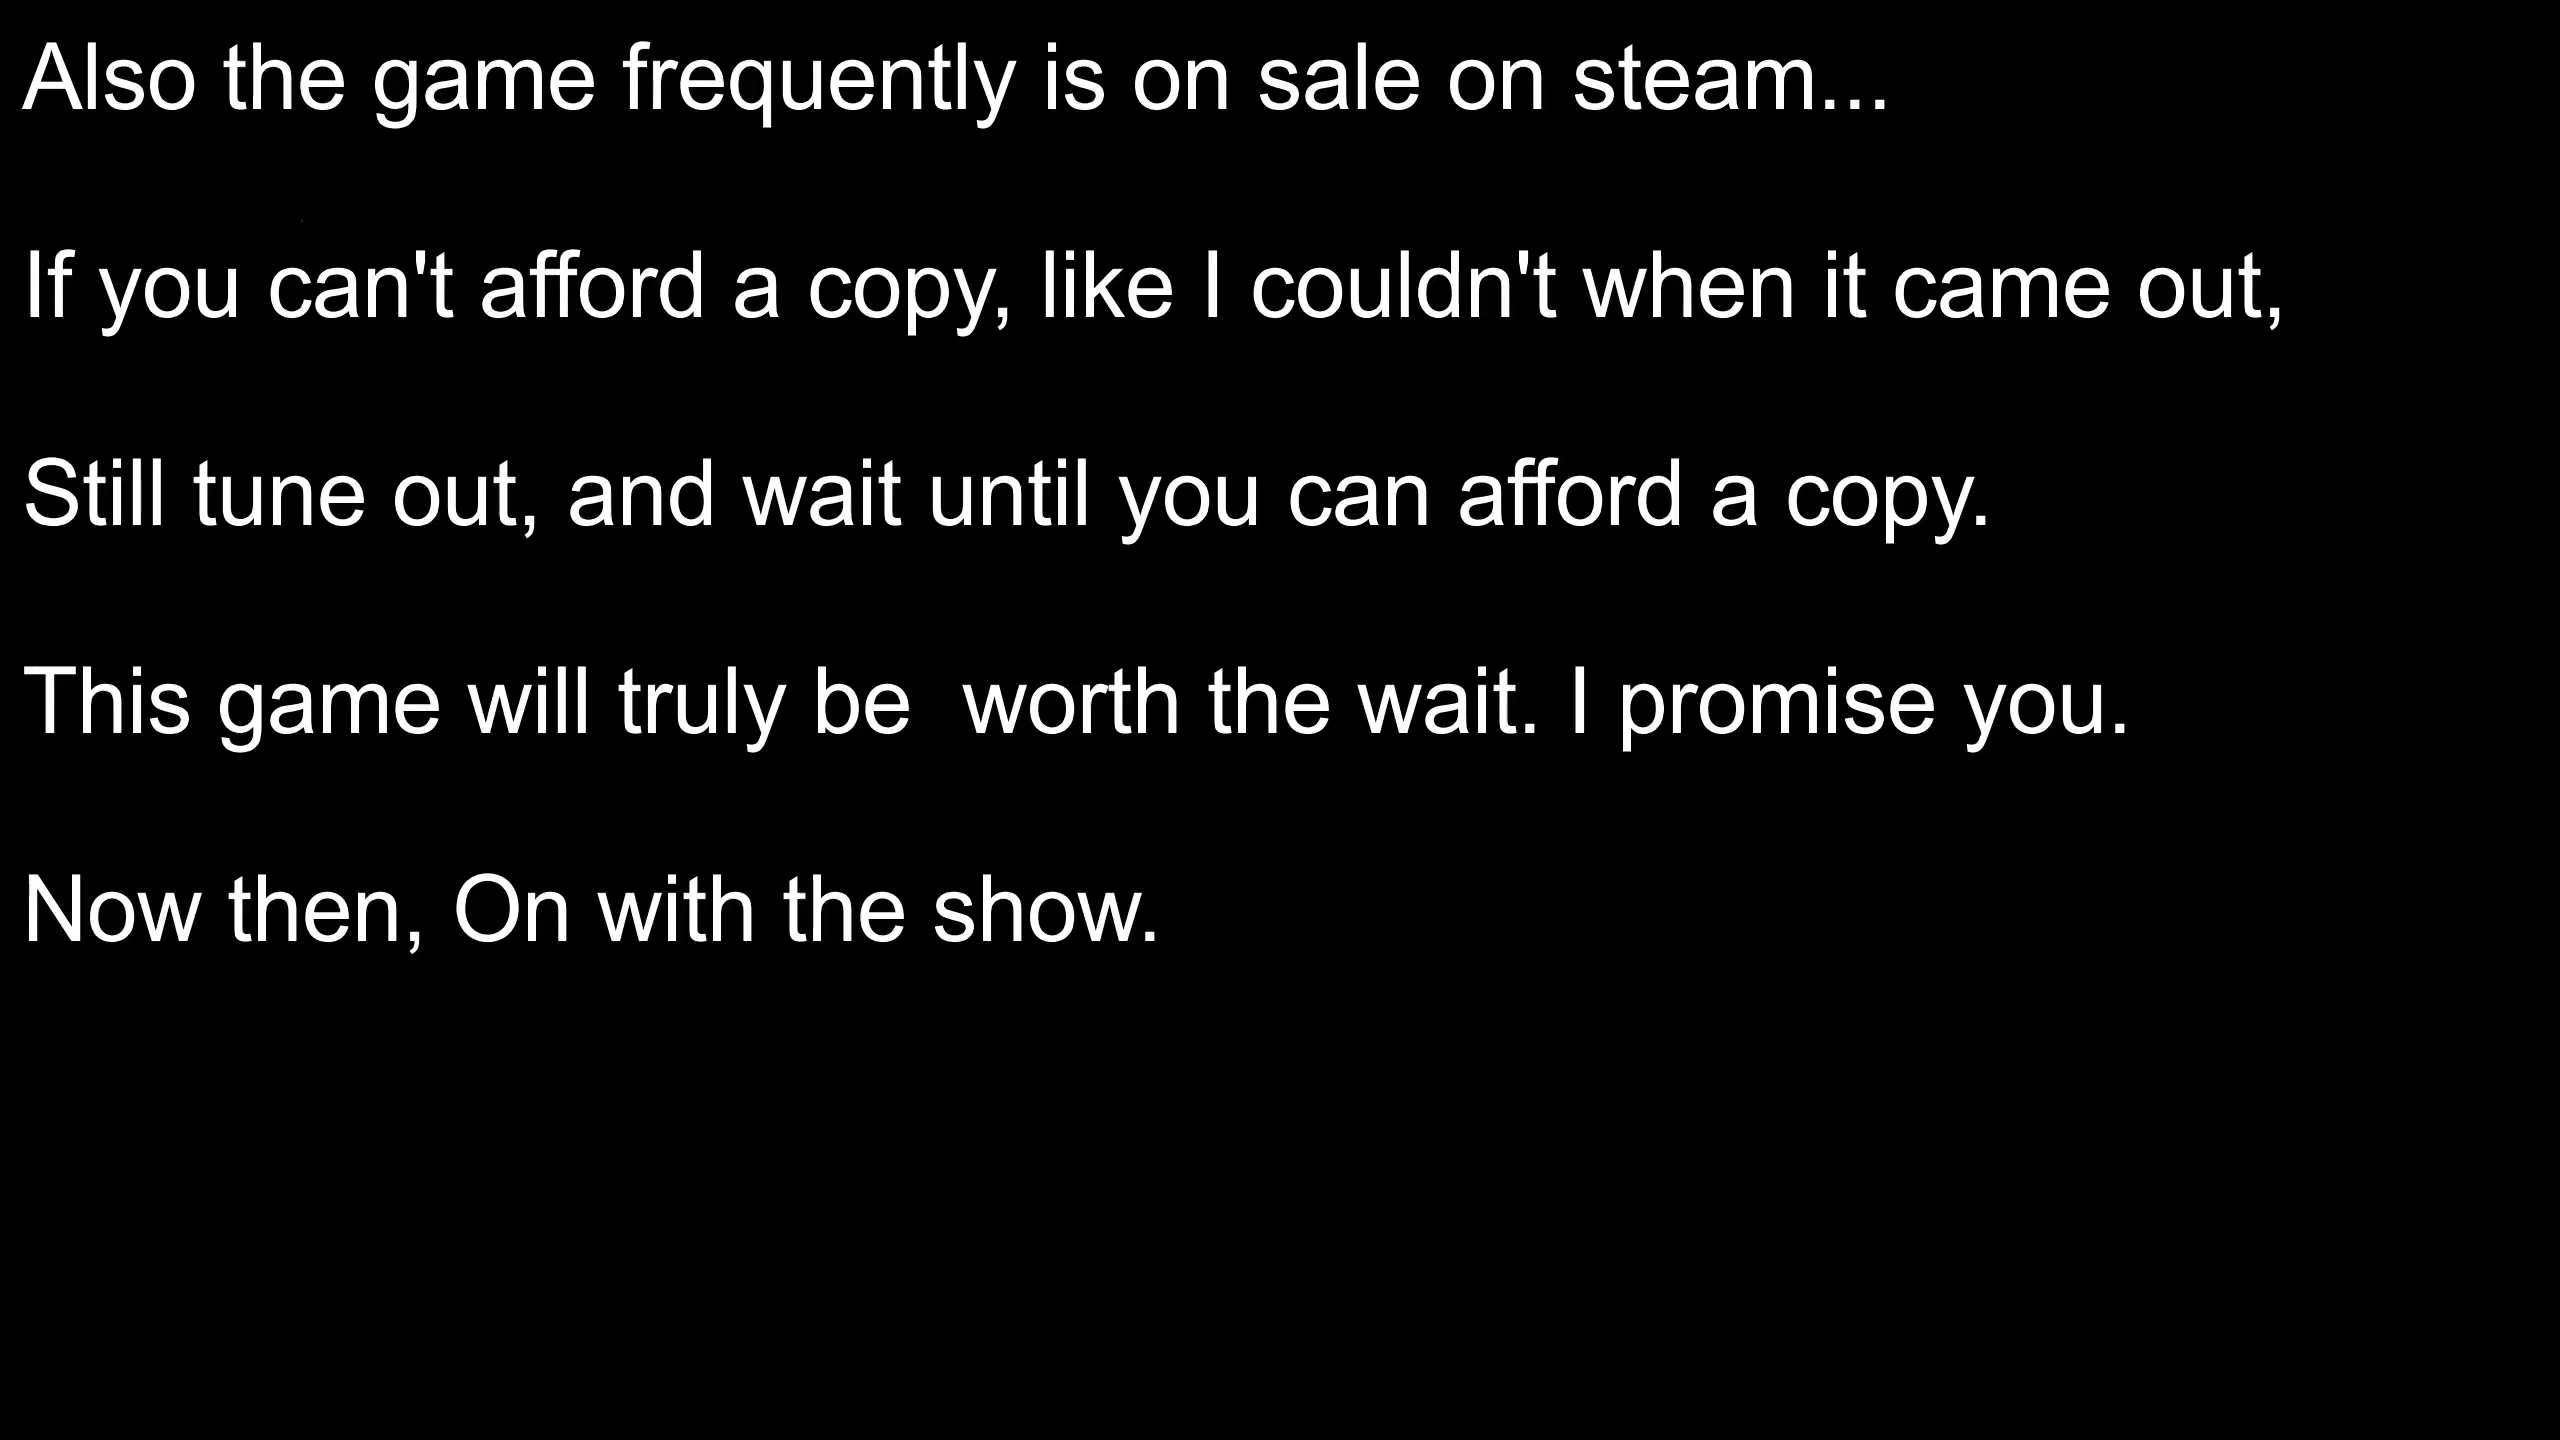 Also the game frequently is on sale on steam...
If you can't afford a copy, like I couldn't when it came out,
Still tune out, and wait until you can afford a copy.
This game will truly be  worth the wait. I promise you.
Now then, On with the show.